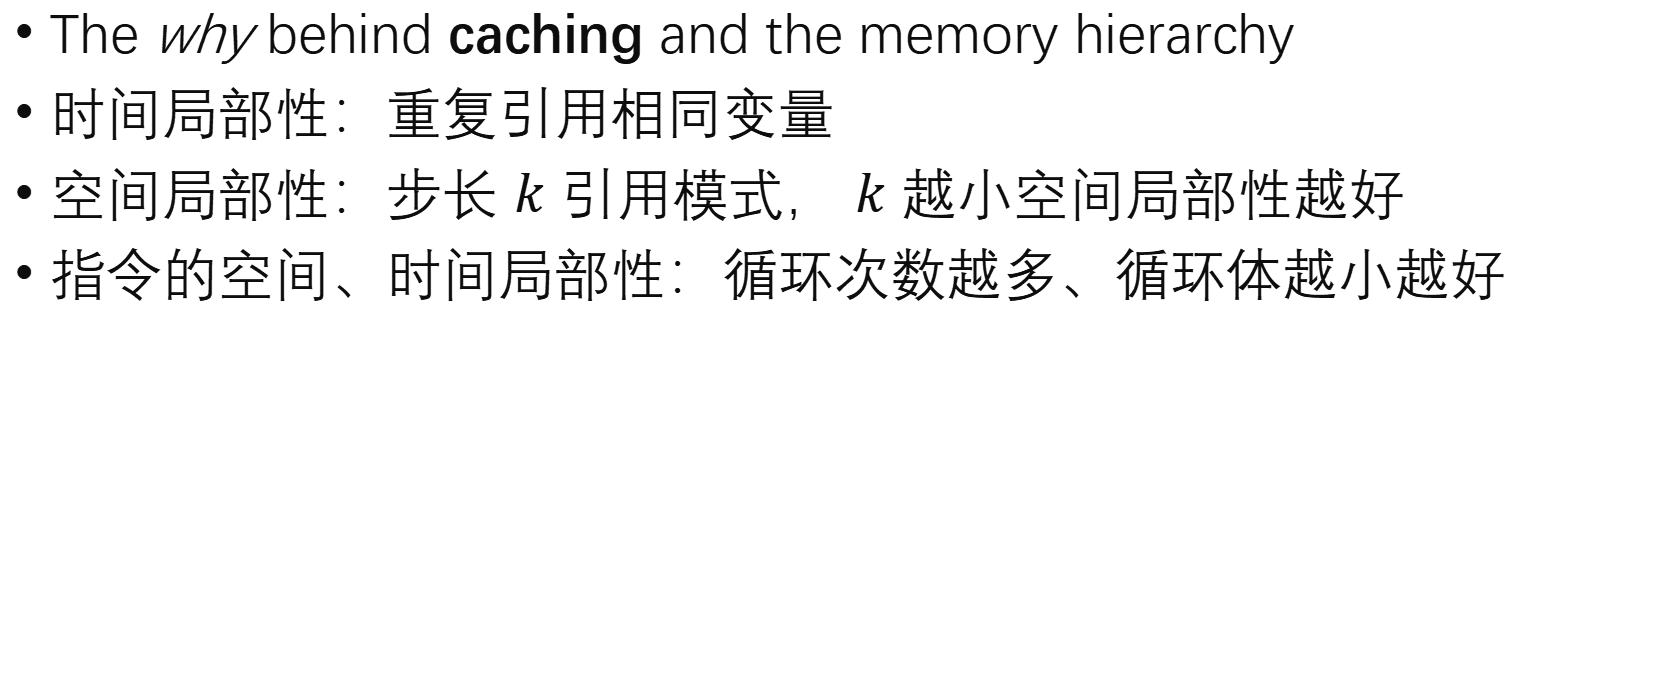 • The why behind caching and the memory hierarchy
• 时间局部性：重复引用相同变量
• 空间局部性：步长 k 引用模式， k 越小空间局部性越好
• 指令的空间、时间局部性：循环次数越多、循环体越小越好